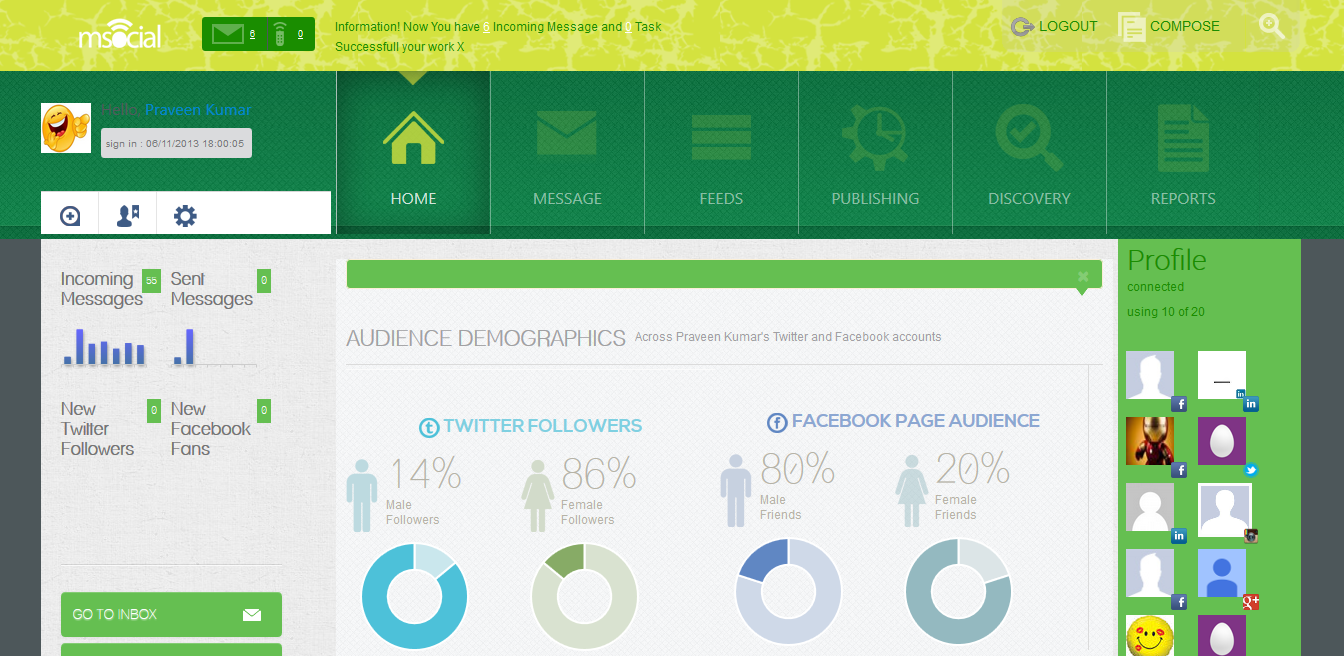 msocial
6
0
Information! Now You have 6 Incoming Message and 0 Task
Successfull your work X
LOGOUT
COMPOSE
Hello, Praveen Kumar
sign in : 06/11/2013 18:00:05
HOME
MESSAGE
FEEDS
PUBLISHING
DISCOVERY
REPORTS
Incoming
Messages
55
Sent
Messages
0
New
Twitter
Followers
0
New
Facebook
Fans
0
GO TO INBOX
AUDIENCE DEMOGRAPHICS
Across Praveen Kumar's Twitter and Facebook accounts
TWITTER FOLLOWERS
14%
Male
Followers
86%
Female
Followers
FACEBOOK PAGE AUDIENCE
80%
Male
Friends
20%
Female
Friends
Profile
connected
using 10 of 20